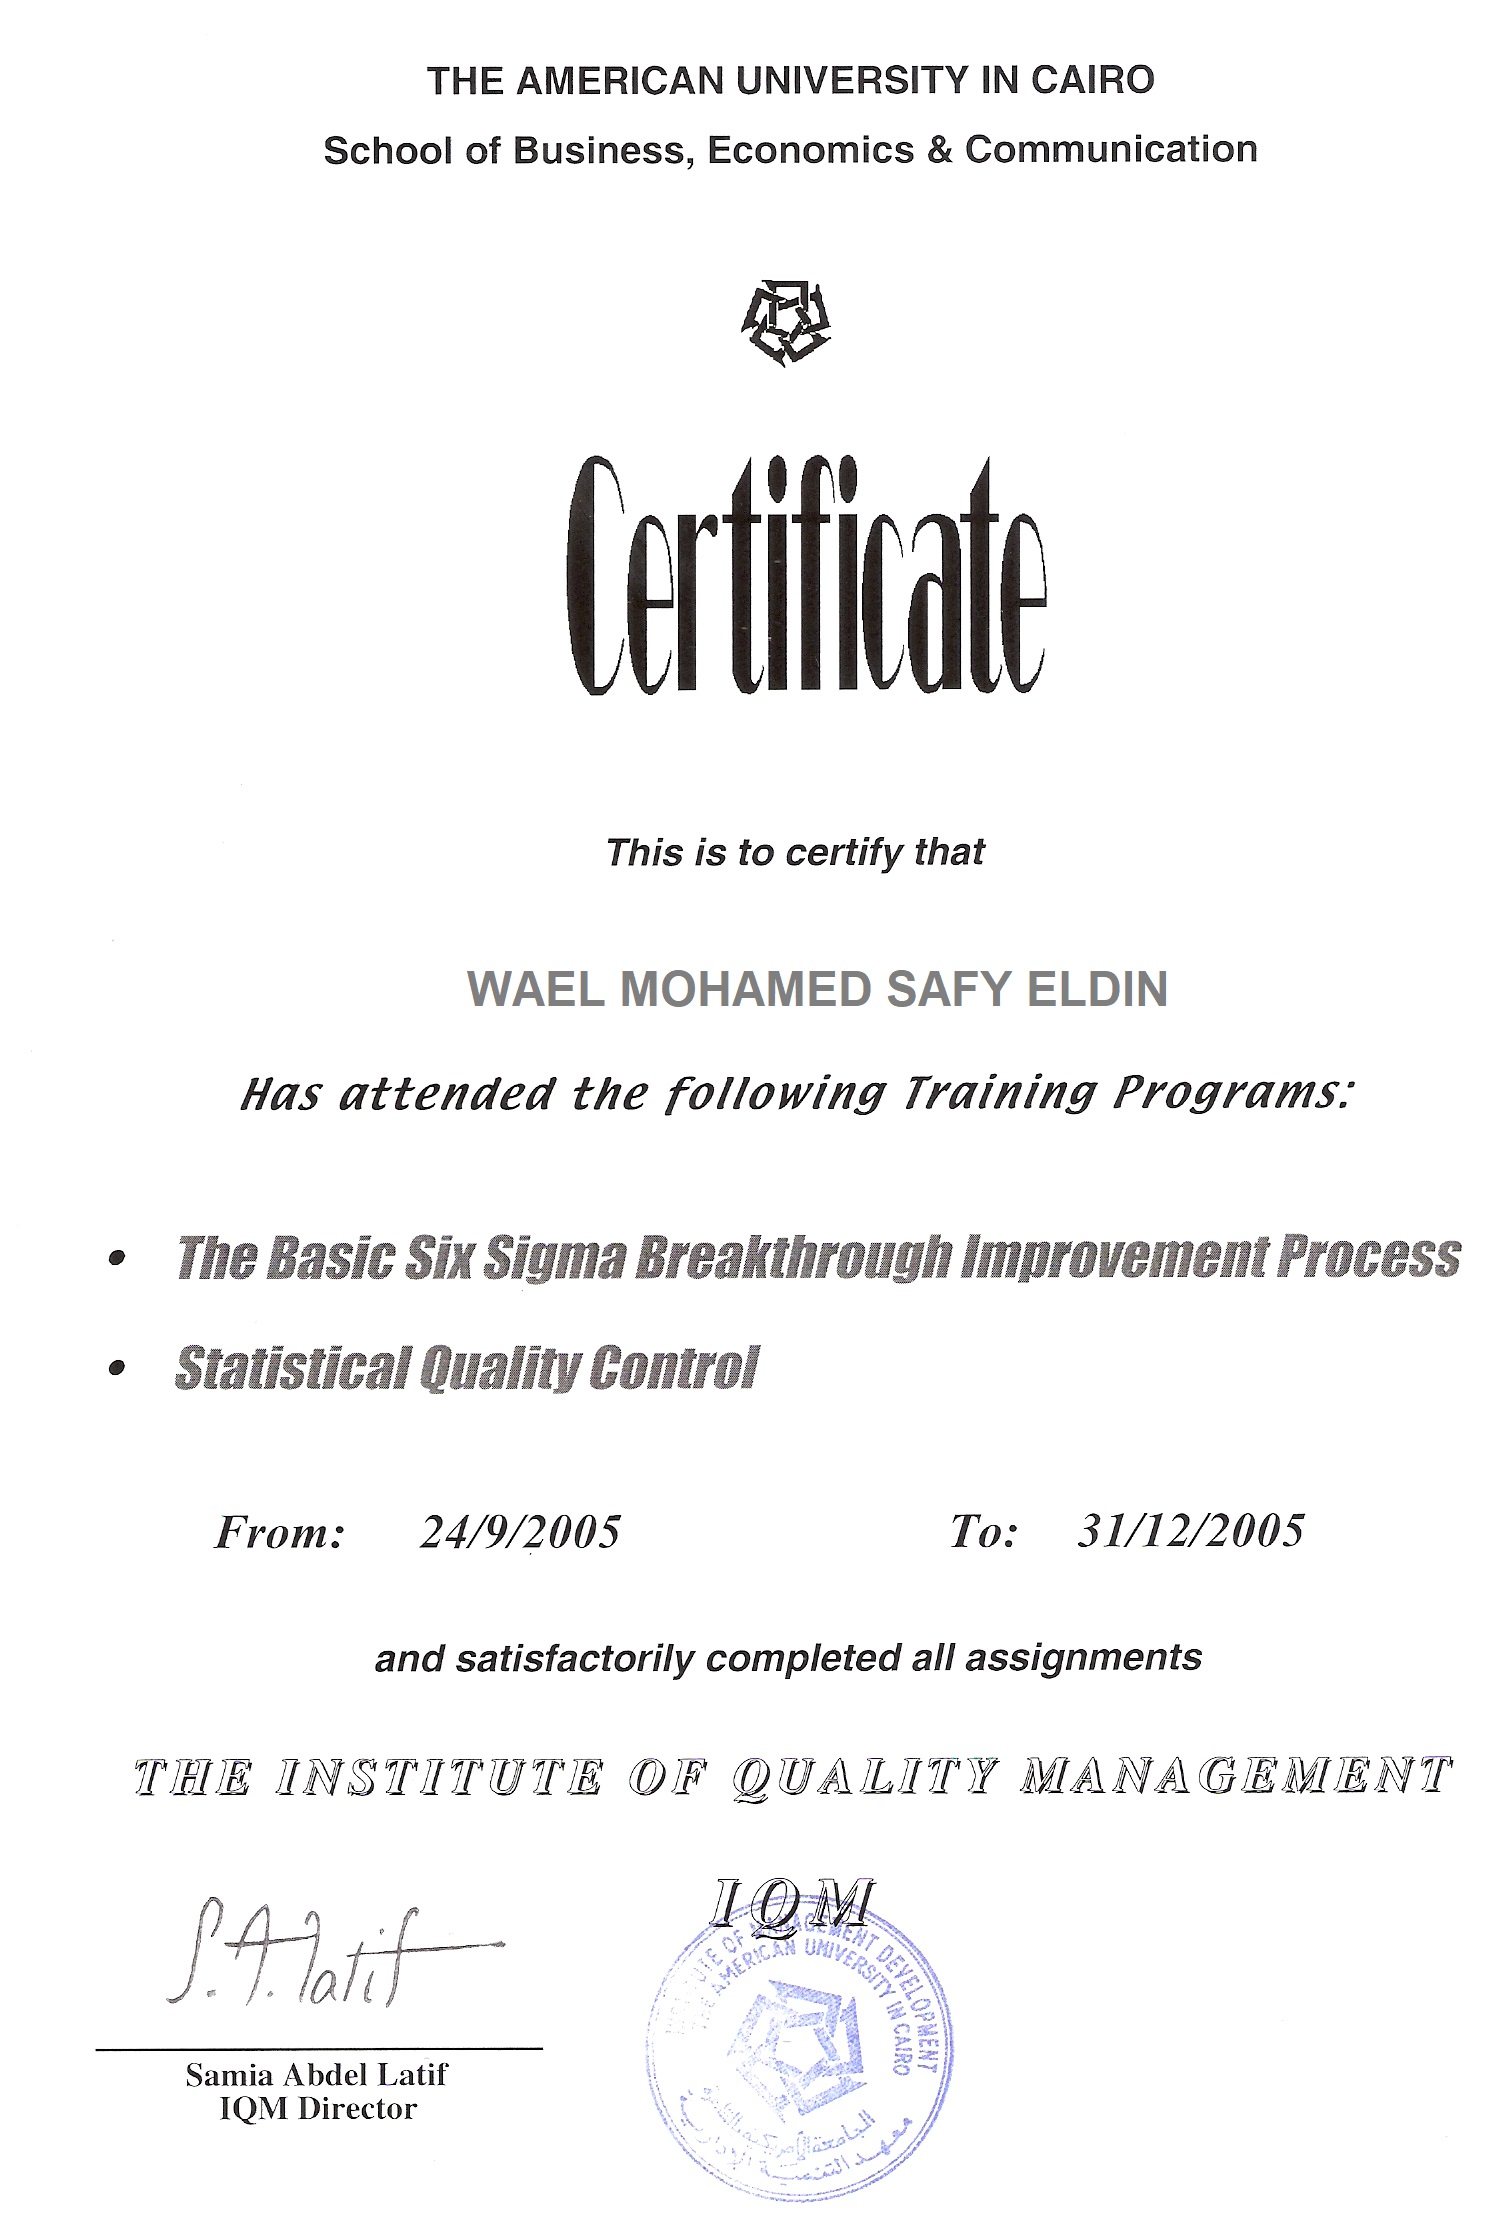 THE AMERICAN UNIVERSITY IN CAIRO
School of Business, Economics & Communication
Certificate
This is to certify that
WAEL MOHAMED SAFY ELDIN
Has attended the following Training Programs:
• The Basic Six Sigma Breakthrough Improvement Process
• Statistical Quality Control
From: 24/9/2005 To: 31/12/2005
and satisfactorily completed all assignments
THE INSTITUTE OF QUALITY MANAGEMENT
IQM
S. A. Latif
Samia Abdel Latif
IQM Director
INSTITUTE OF MANAGEMENT DEVELOPMENT
THE AMERICAN UNIVERSITY IN CAIRO
الجامعة الأمريكية بالقاهرة
معهد التنمية الإدارية